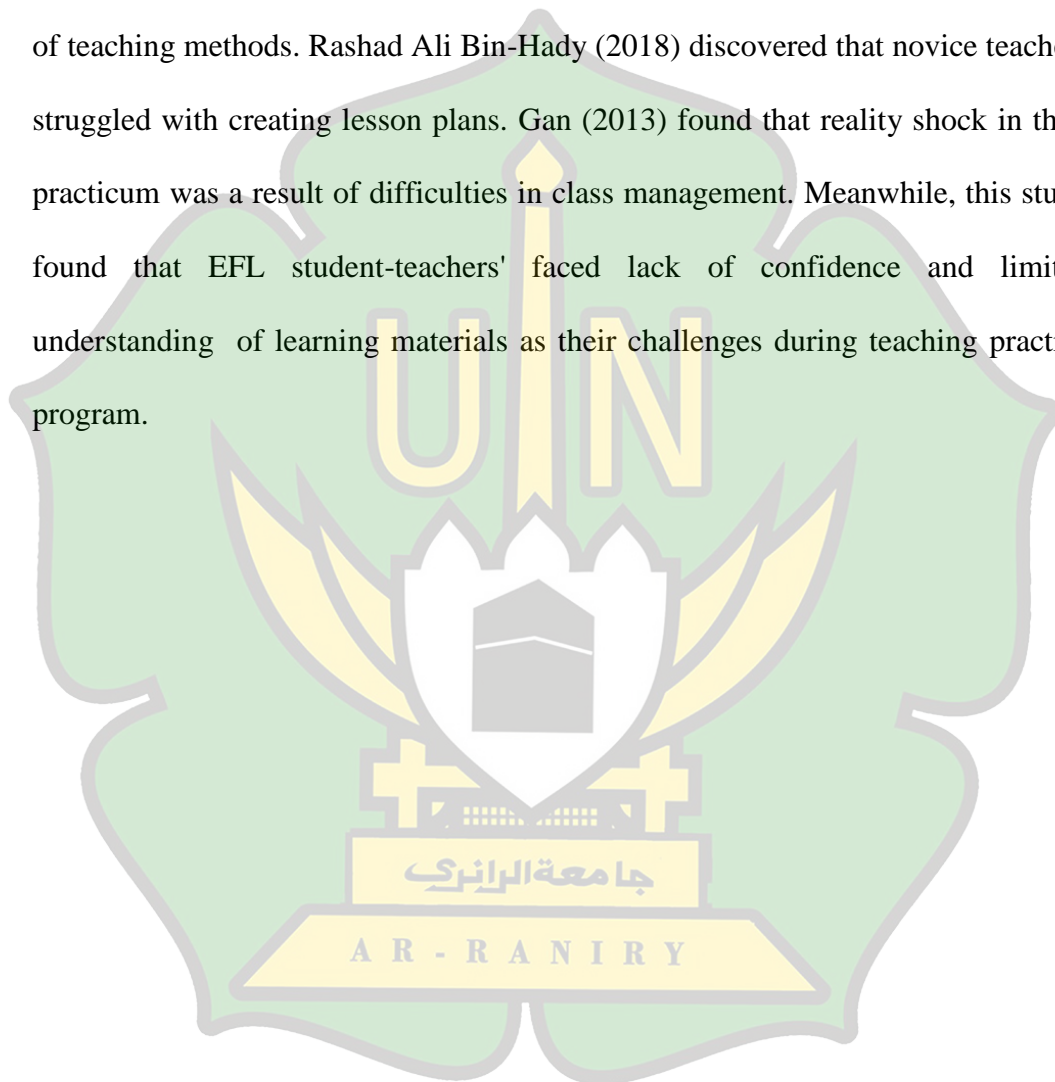 of teaching methods. Rashad Ali Bin-Hady (2018) discovered that novice teache
struggled with creating lesson plans. Gan (2013) found that reality shock in th
practicum was a result of difficulties in class management. Meanwhile, this stu
found that EFL student-teachers' faced lack of confidence and limit
understanding of learning materials as their challenges during teaching practi
program.
UIN
جامعة الرانري
AR-RANIRY